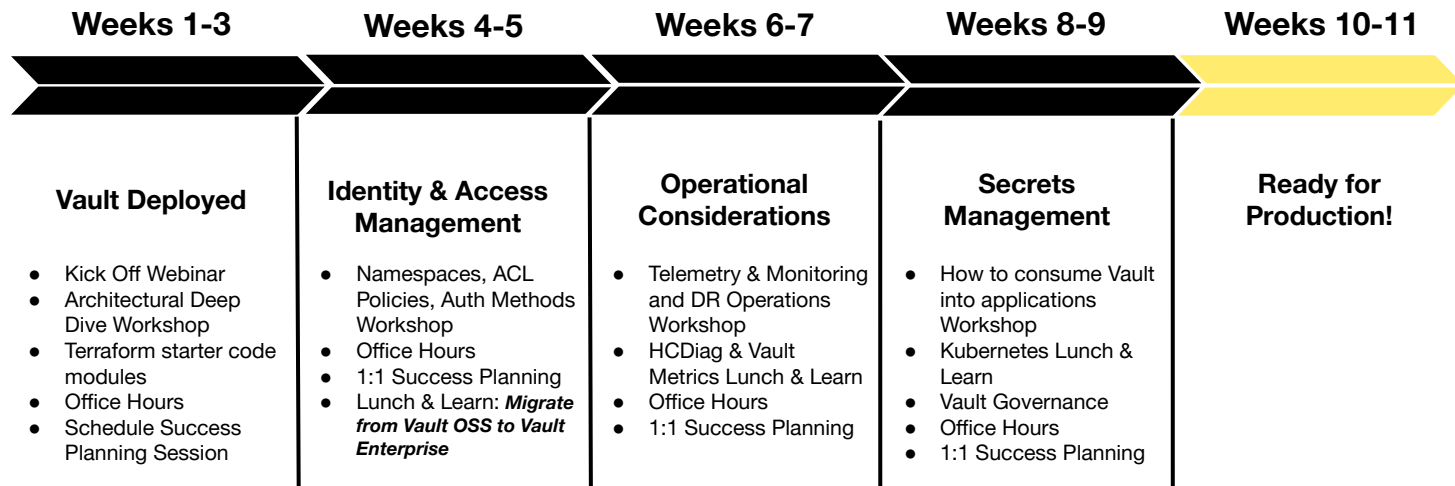 Weeks 1-3
Weeks 4-5
Weeks 6-7
Weeks 8-9
Weeks 10-11
Vault Deployed
● Kick Off Webinar
● Architectural Deep
Dive Workshop
● Terraform starter code
modules
● Office Hours
● Schedule Success
Planning Session
Identity & Access
Management
● Namespaces, ACL
Policies, Auth Methods
Workshop
● Office Hours
● 1:1 Success Planning
● Lunch & Learn: Migrate
from Vault OSS to Vault
Enterprise
Operational
Considerations
● Telemetry & Monitoring
and DR Operations
Workshop
● HCDiag & Vault
Metrics Lunch & Learn
● Office Hours
● 1:1 Success Planning
Secrets
Management
● How to consume Vault
into applications
Workshop
● Kubernetes Lunch &
Learn
● Vault Governance
● Office Hours
● 1:1 Success Planning
Ready for
Production!